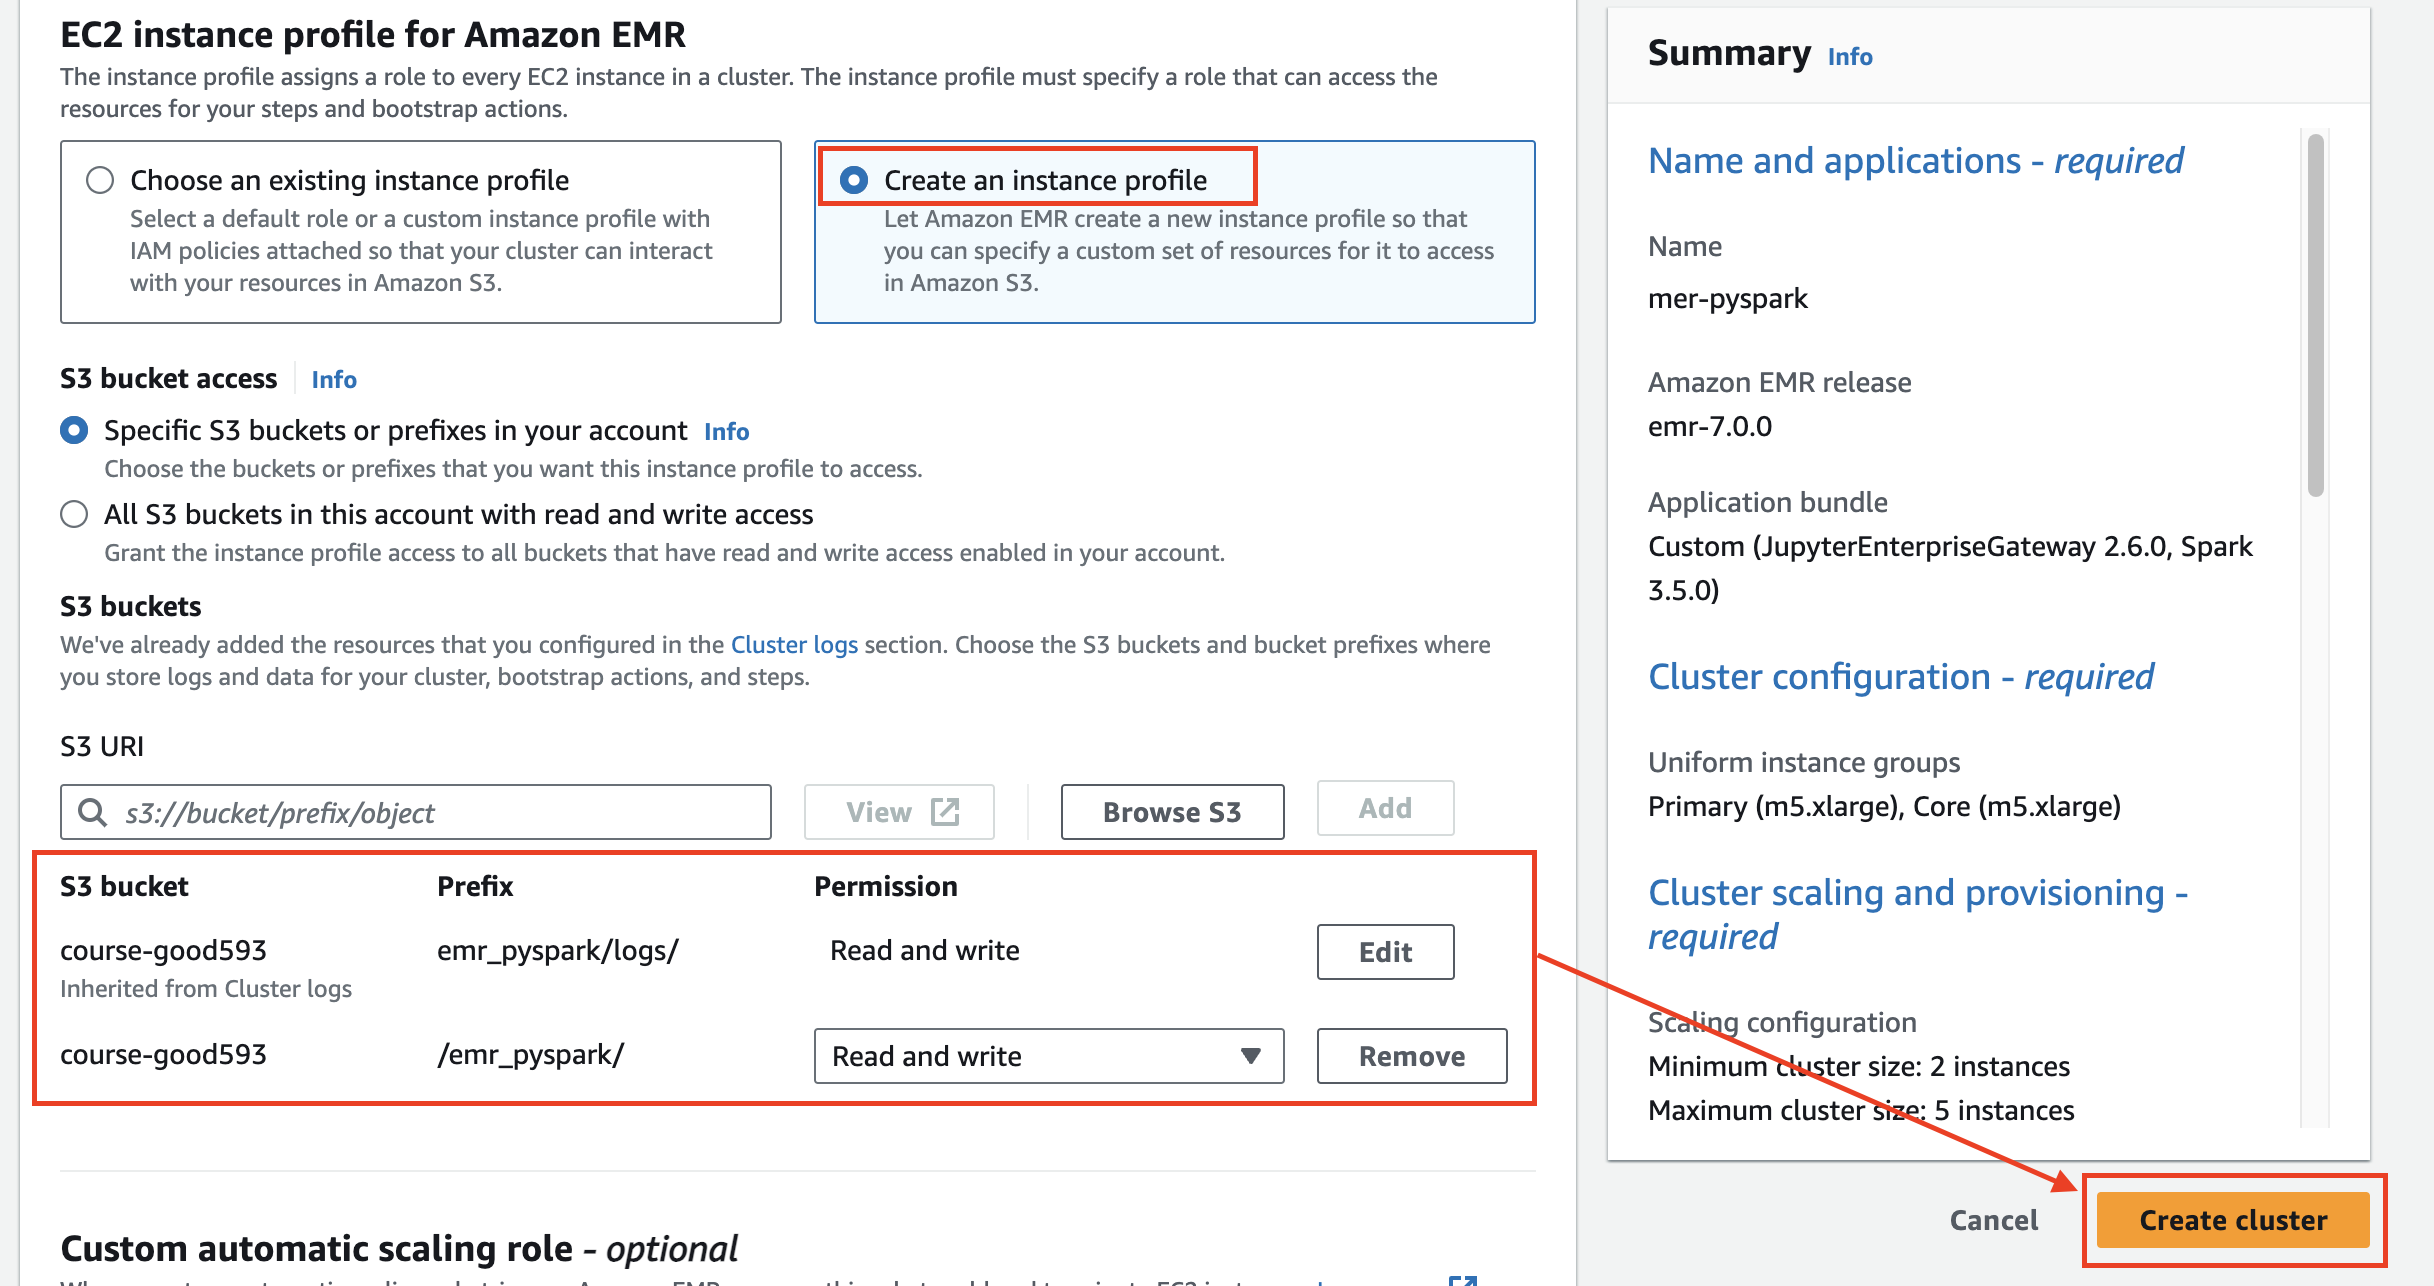 EC2 instance profile for Amazon EMR
The instance profile assigns a role to every EC2 instance in a cluster. The instance profile must specify a role that can access the
resources for your steps and bootstrap actions.
Choose an existing instance profile
Select a default role or a custom instance profile with
IAM policies attached so that your cluster can interact
with your resources in Amazon S3.
Create an instance profile
Let Amazon EMR create a new instance profile so that
you can specify a custom set of resources for it to access
in Amazon S3.
S3 bucket access Info
Specific S3 buckets or prefixes in your account Info
Choose the buckets or prefixes that you want this instance profile to access.
All S3 buckets in this account with read and write access
Grant the instance profile access to all buckets that have read and write access enabled in your account.
S3 buckets
We've already added the resources that you configured in the Cluster logs section. Choose the S3 buckets and bucket prefixes where
you store logs and data for your cluster, bootstrap actions, and steps.
S3 URI
s3://bucket/prefix/object View Browse S3 Add
S3 bucket Prefix Permission
course-good593 emr_pyspark/logs/ Read and write Edit
Inherited from Cluster logs
course-good593 /emr_pyspark/ Read and write Remove
Custom automatic scaling role - optional
Summary Info
Name and applications - required
Name
mer-pyspark
Amazon EMR release
emr-7.0.0
Application bundle
Custom (JupyterEnterpriseGateway 2.6.0, Spark
3.5.0)
Cluster configuration - required
Uniform instance groups
Primary (m5.xlarge), Core (m5.xlarge)
Cluster scaling and provisioning -
required
Scaling configuration
Minimum cluster size: 2 instances
Maximum cluster size: 5 instances
Cancel Create cluster